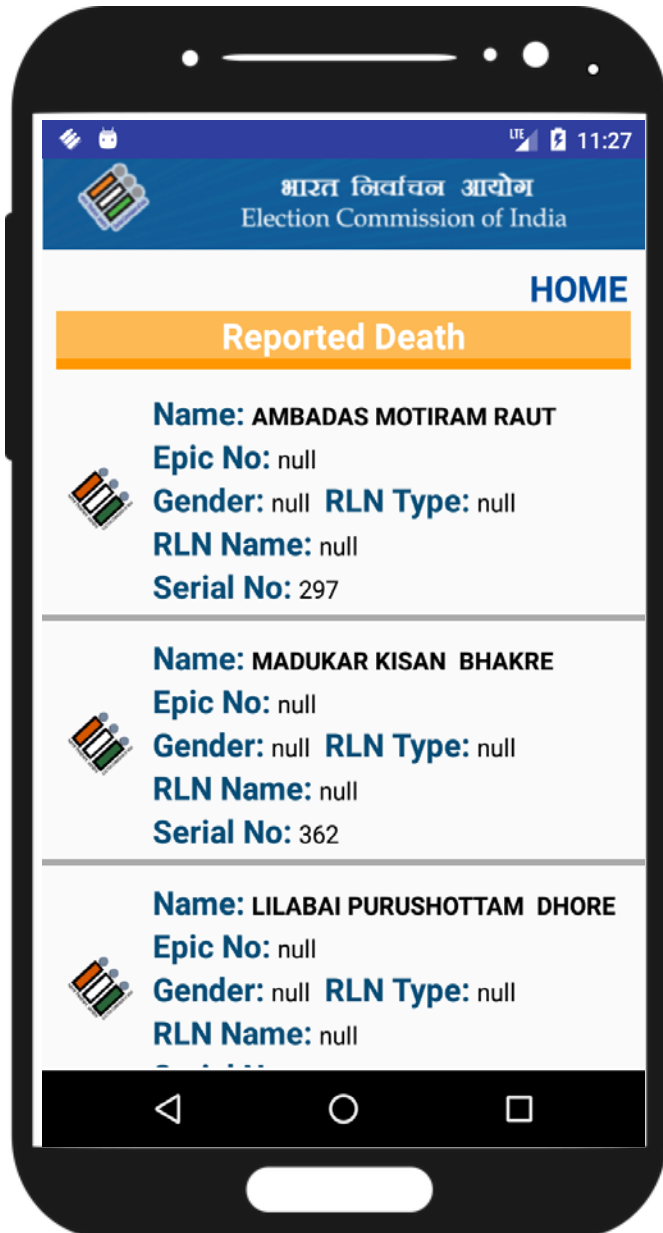 LTE 11:27
भारत निर्वाचन आयोग
Election Commission of India
HOME
Reported Death
Name: AMBADAS MOTIRAM RAUT
Epic No: null
Gender: null RLN Type: null
RLN Name: null
Serial No: 297
Name: MADUKAR KISAN BHAKRE
Epic No: null
Gender: null RLN Type: null
RLN Name: null
Serial No: 362
Name: LILABAI PURUSHOTTAM DHORE
Epic No: null
Gender: null RLN Type: null
RLN Name: null